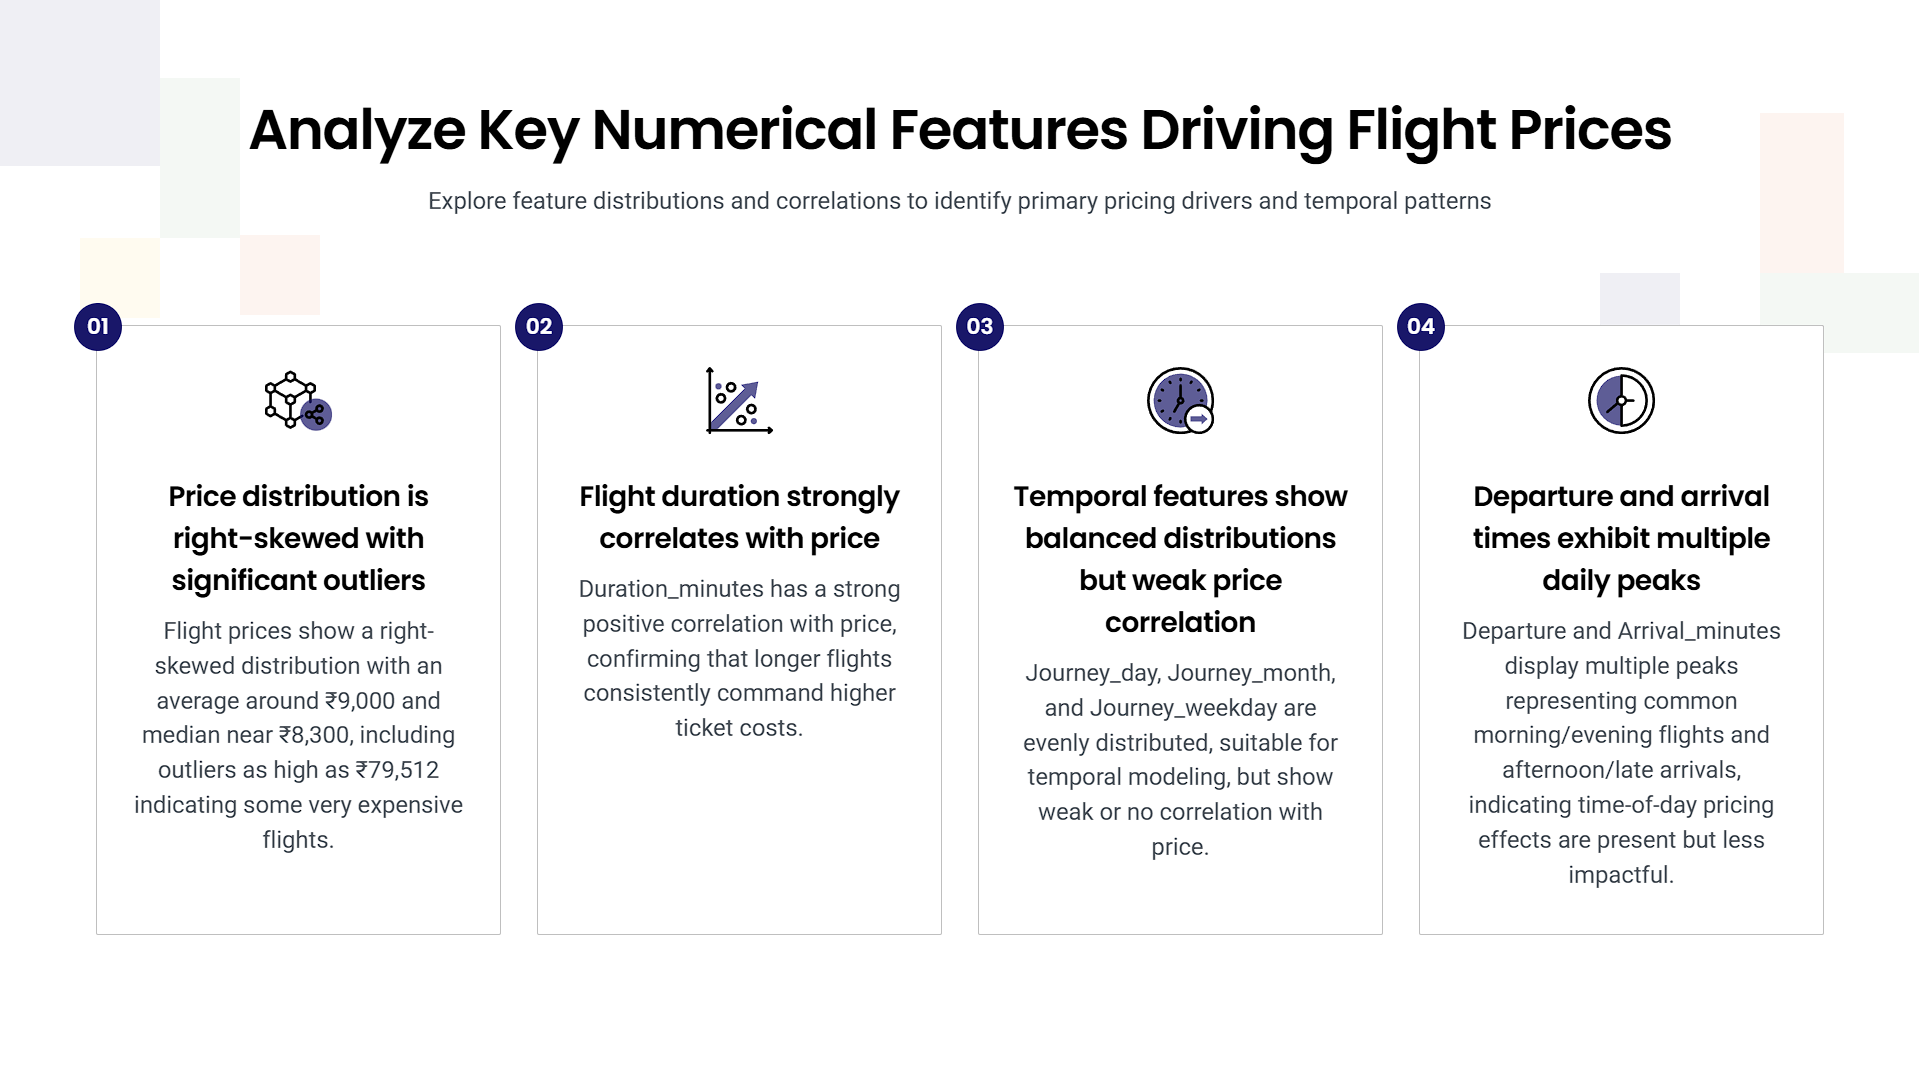 Analyze Key Numerical Features Driving Flight Prices
Explore feature distributions and correlations to identify primary pricing drivers and temporal patterns
01
Price distribution is
right-skewed with
significant outliers
Flight prices show a right-
skewed distribution with an
average around ₹9,000 and
median near ₹8,300, including
outliers as high as ₹79,512
indicating some very expensive
flights.
02
Flight duration strongly
correlates with price
Duration_minutes has a strong
positive correlation with price,
confirming that longer flights
consistently command higher
ticket costs.
03
Temporal features show
balanced distributions
but weak price
correlation
Journey_day, Journey_month,
and Journey_weekday are
evenly distributed, suitable for
temporal modeling, but show
weak or no correlation with
price.
04
Departure and arrival
times exhibit multiple
daily peaks
Departure and Arrival_minutes
display multiple peaks
representing common
morning/evening flights and
afternoon/late arrivals,
indicating time-of-day pricing
effects are present but less
impactful.